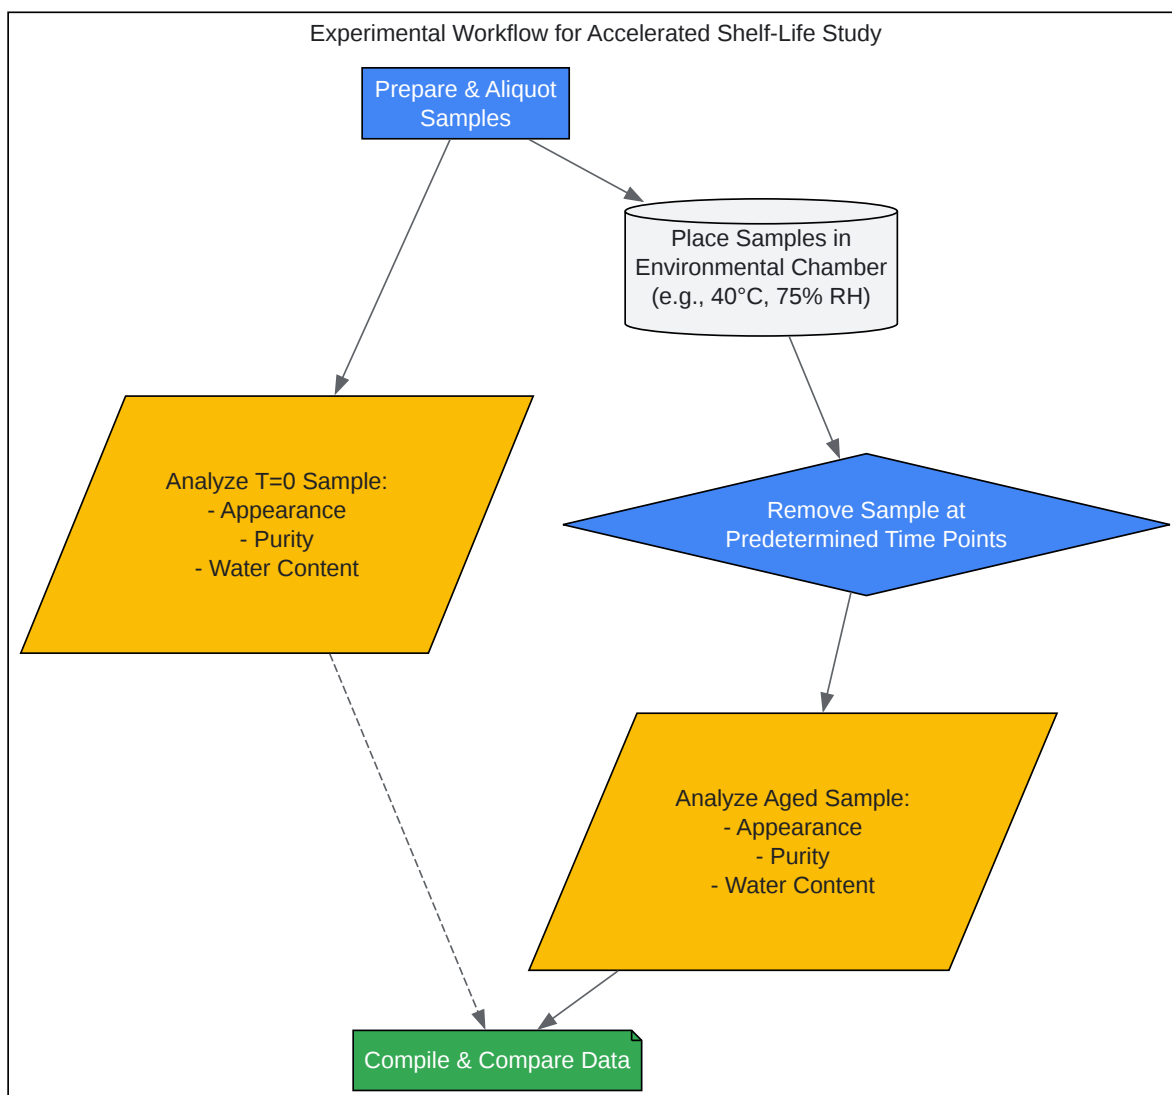 Experimental Workflow for Accelerated Shelf-Life Study
Prepare & Aliquot
Samples
Place Samples in
Environmental Chamber
(e.g., 40°C, 75% RH)
Analyze T=0 Sample:
- Appearance
- Purity
- Water Content
Remove Sample at
Predetermined Time Points
Analyze Aged Sample:
- Appearance
- Purity
- Water Content
Compile & Compare Data